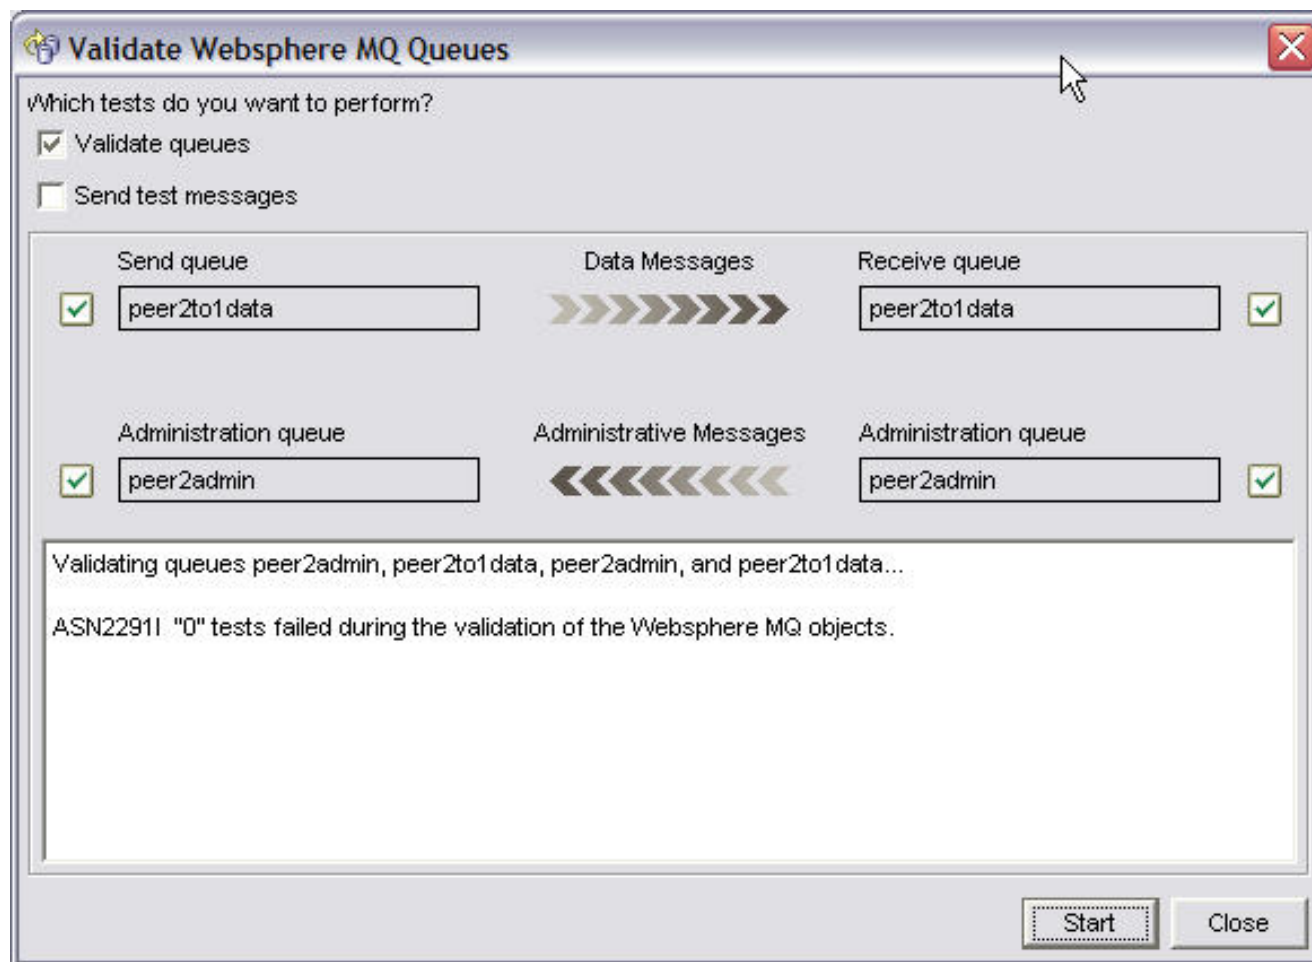 Validate Websphere MQ Queues
Which tests do you want to perform?
Validate queues
Send test messages
Send queue Data Messages Receive queue
peer2to1data peer2to1data
Administration queue Administrative Messages Administration queue
peer2admin peer2admin
Validating queues peer2admin, peer2to1data, peer2admin, and peer2to1data...
ASN2291I "0" tests failed during the validation of the Websphere MQ objects.
Start Close